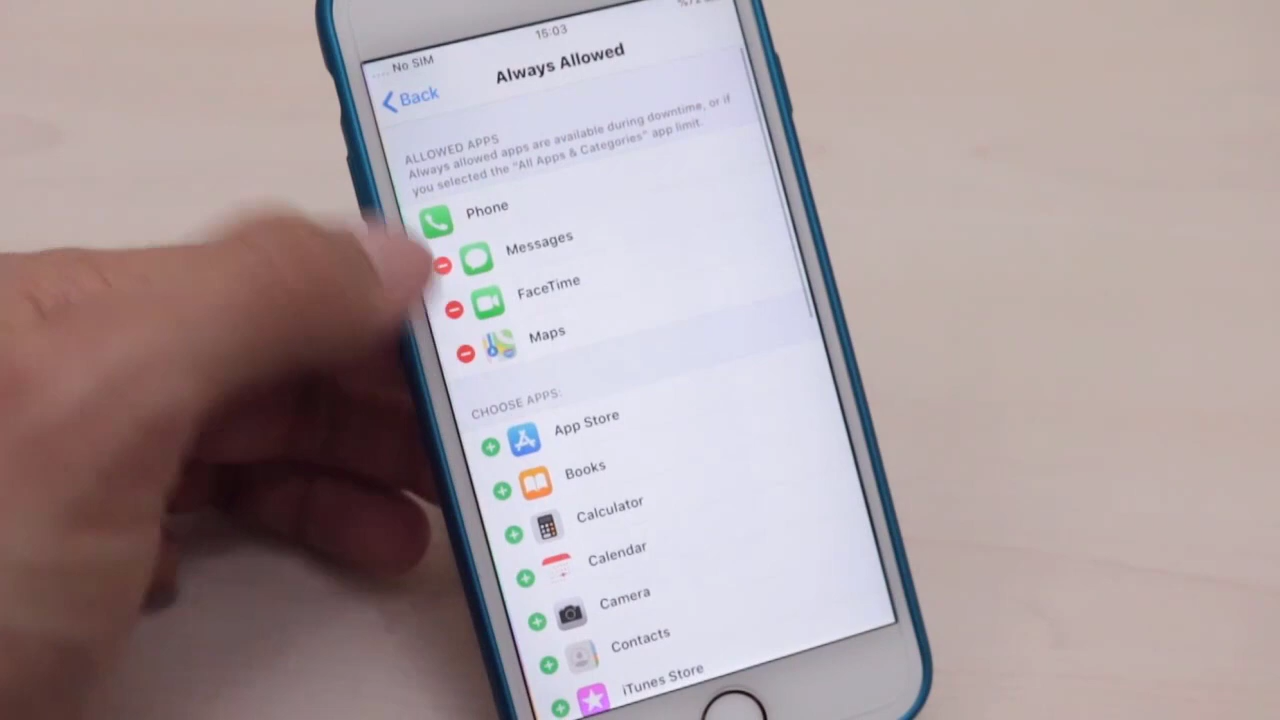 15:03
.... No SIM
Back
Always Allowed
ALLOWED APPS
Always allowed apps are available during downtime, or if
you selected the "All Apps & Categories" app limit.
Phone
Messages
FaceTime
Maps
CHOOSE APPS:
App Store
Books
Calculator
Calendar
Camera
Contacts
iTunes Store